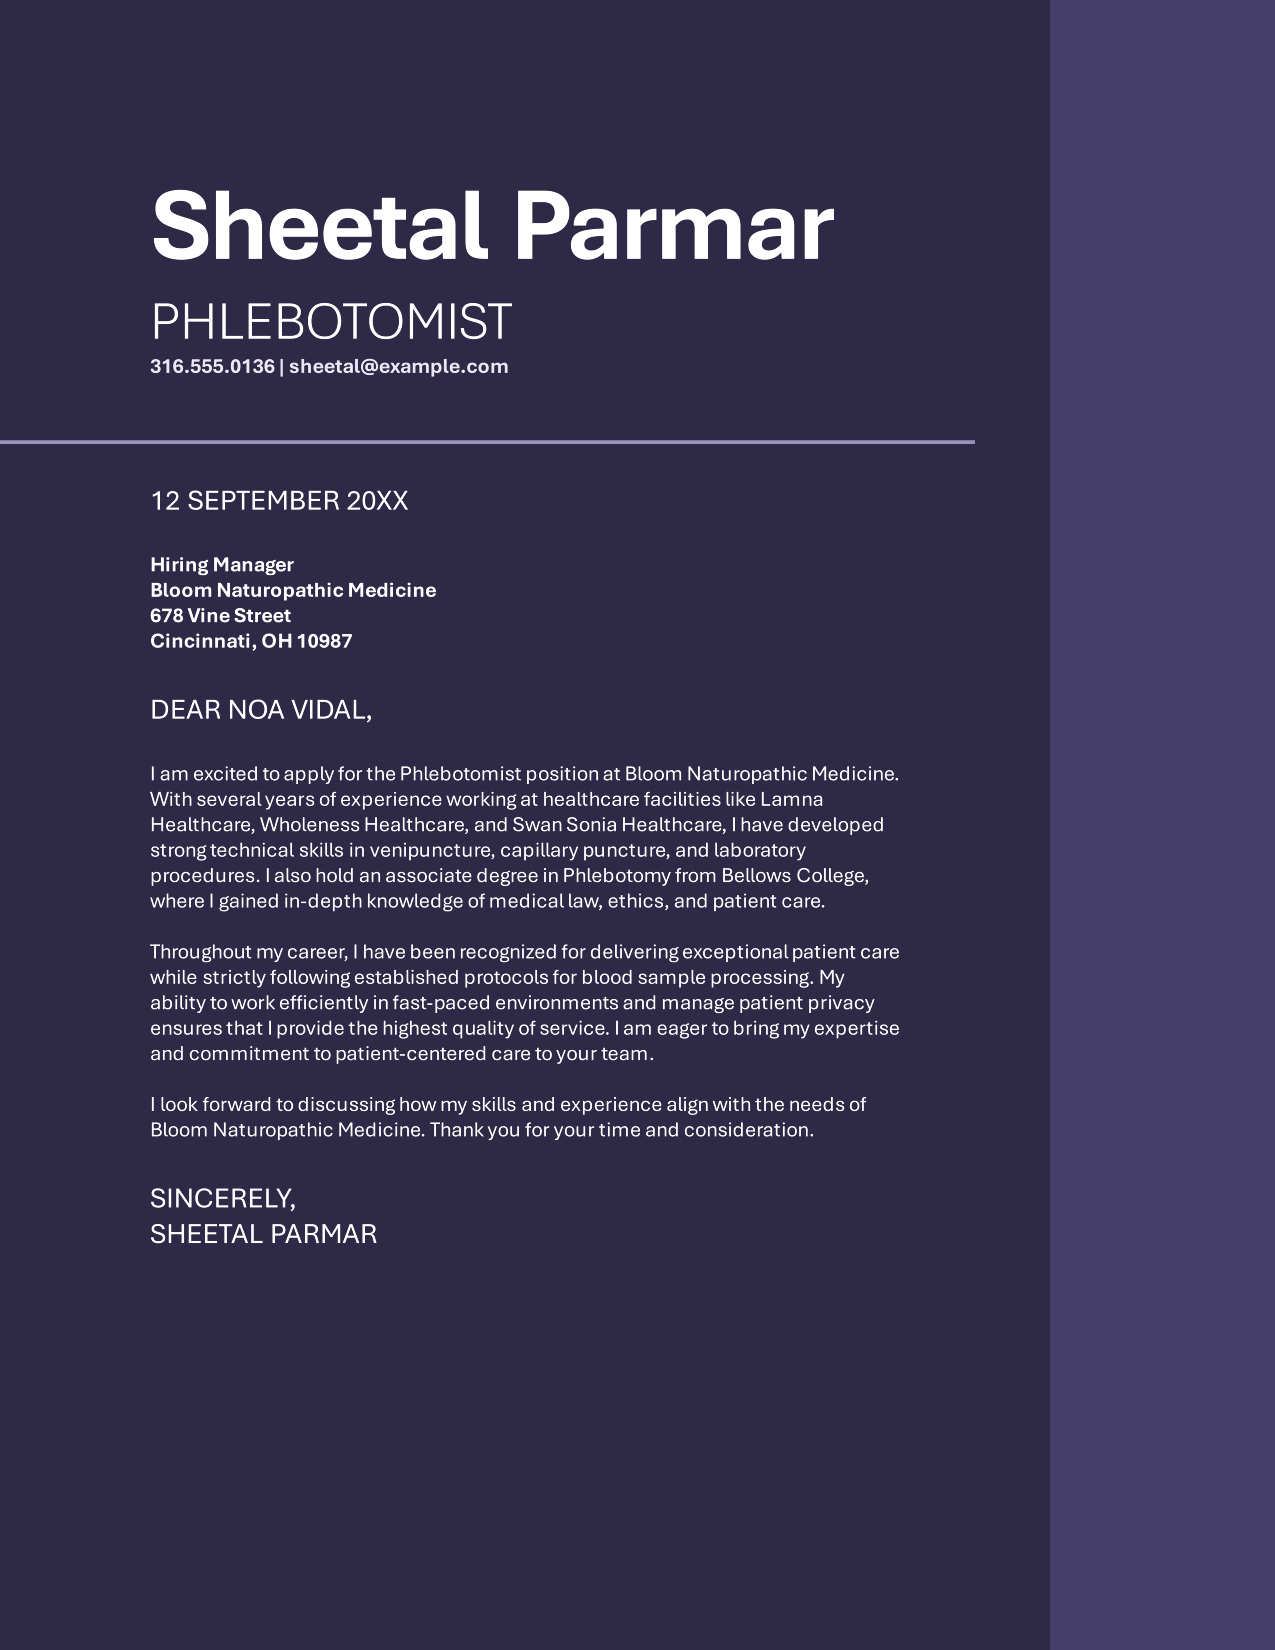 Sheetal Parmar
PHLEBOTOMIST
316.555.0136 | sheetal@example.com
12 SEPTEMBER 20XX
Hiring Manager
Bloom Naturopathic Medicine
678 Vine Street
Cincinnati, OH 10987
DEAR NOA VIDAL,
I am excited to apply for the Phlebotomist position at Bloom Naturopathic Medicine.
With several years of experience working at healthcare facilities like Lamna
Healthcare, Wholeness Healthcare, and Swan Sonia Healthcare, I have developed
strong technical skills in venipuncture, capillary puncture, and laboratory
procedures. I also hold an associate degree in Phlebotomy from Bellows College,
where I gained in-depth knowledge of medical law, ethics, and patient care.
Throughout my career, I have been recognized for delivering exceptional patient care
while strictly following established protocols for blood sample processing. My
ability to work efficiently in fast-paced environments and manage patient privacy
ensures that I provide the highest quality of service. I am eager to bring my expertise
and commitment to patient-centered care to your team.
I look forward to discussing how my skills and experience align with the needs of
Bloom Naturopathic Medicine. Thank you for your time and consideration.
SINCERELY,
SHEETAL PARMAR